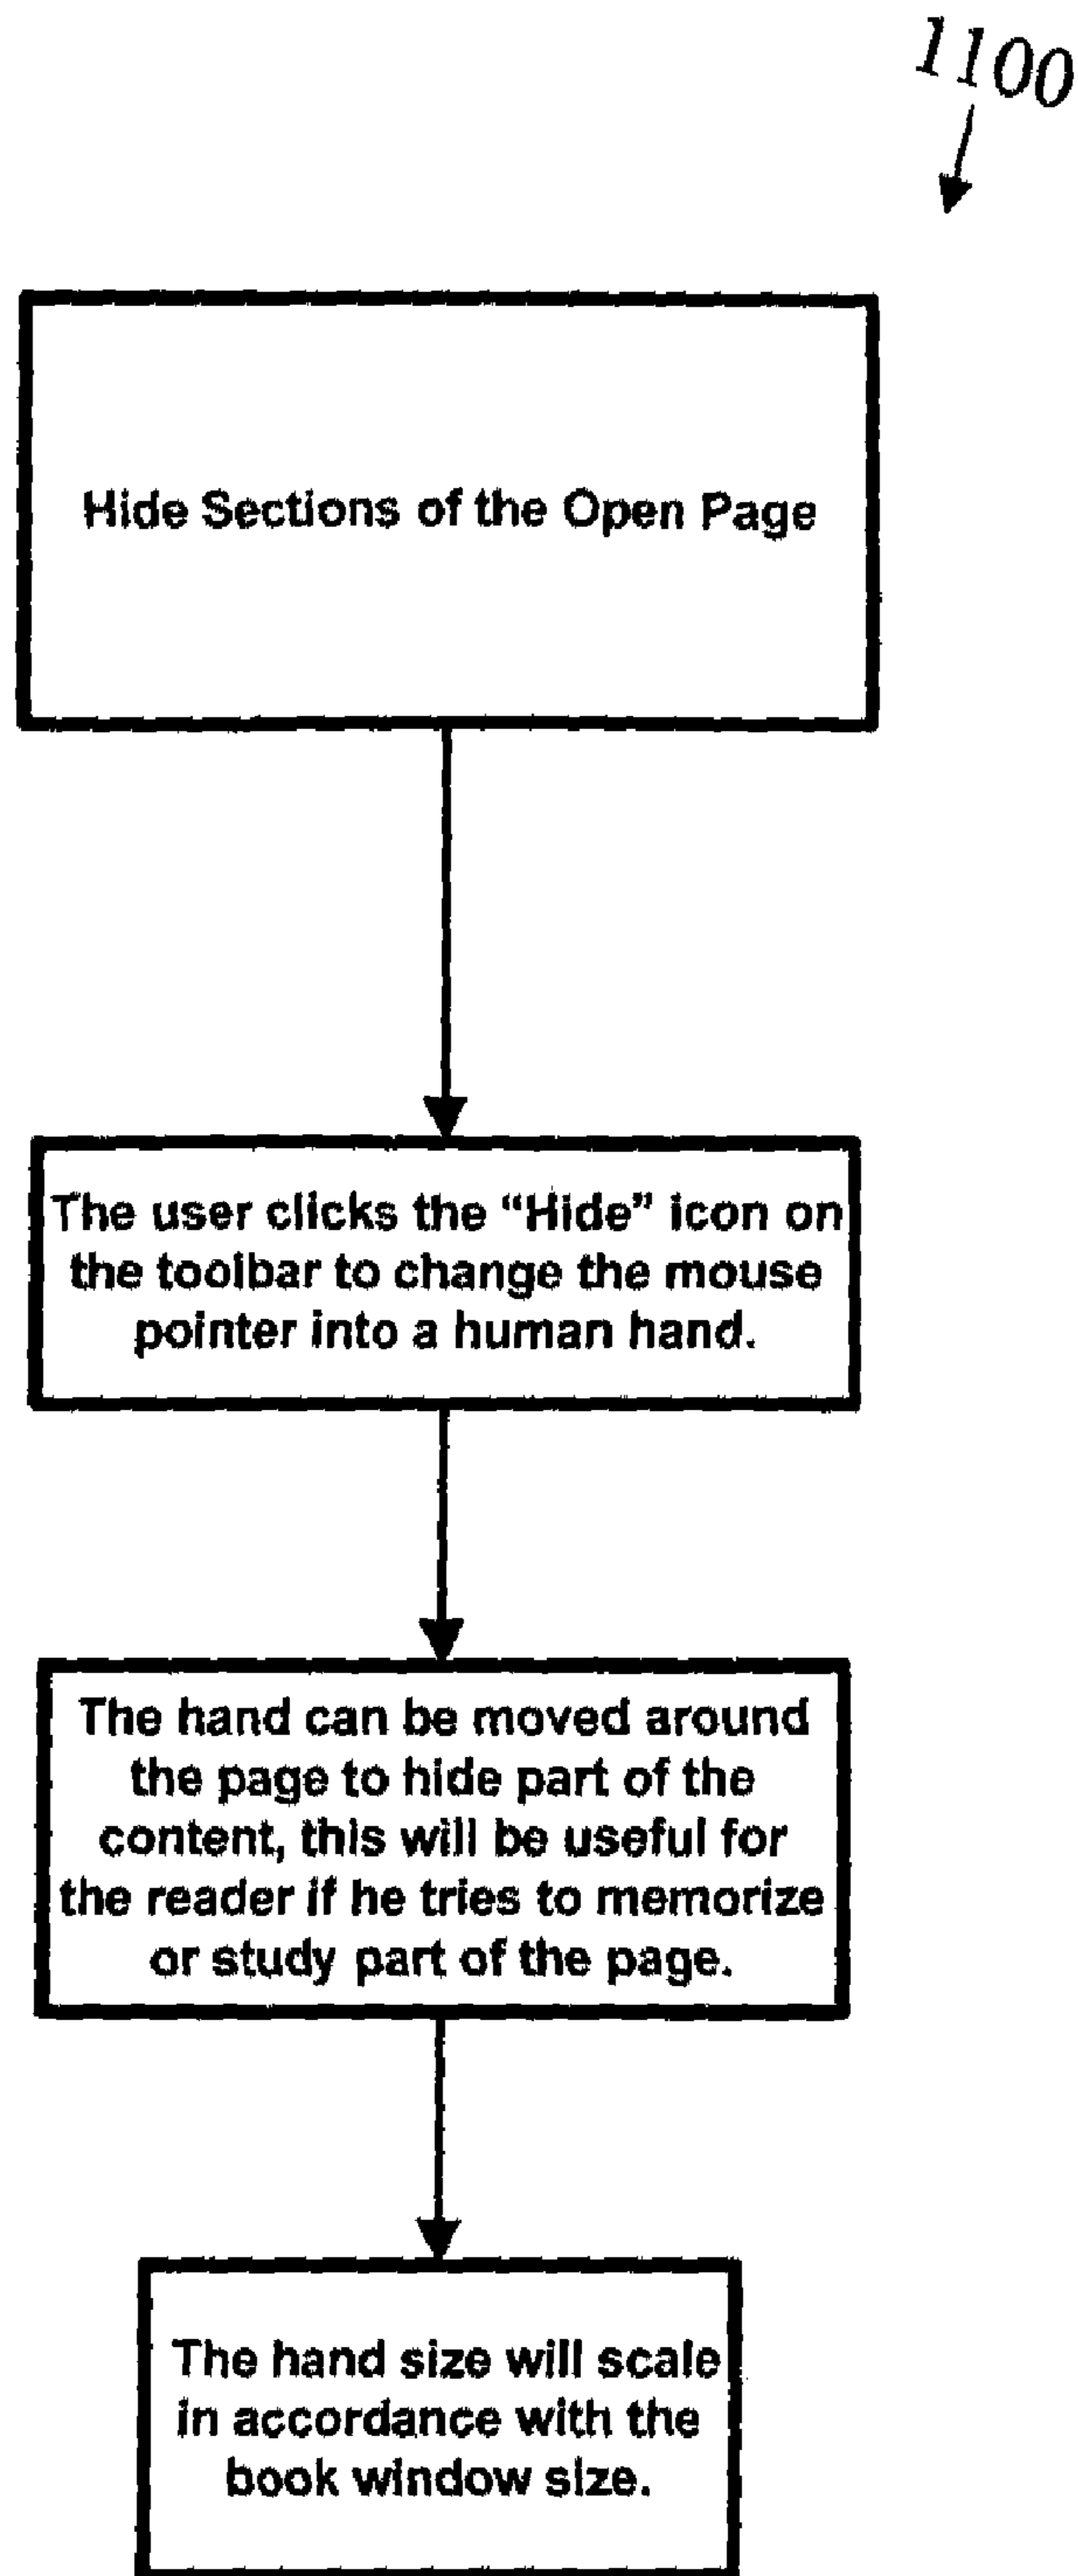 1100
Hide Sections of the Open Page
The user clicks the “Hide” icon on
the toolbar to change the mouse
pointer into a human hand.
The hand can be moved around
the page to hide part of the
content, this will be useful for
the reader if he tries to memorize
or study part of the page.
The hand size will scale
in accordance with the
book window size.